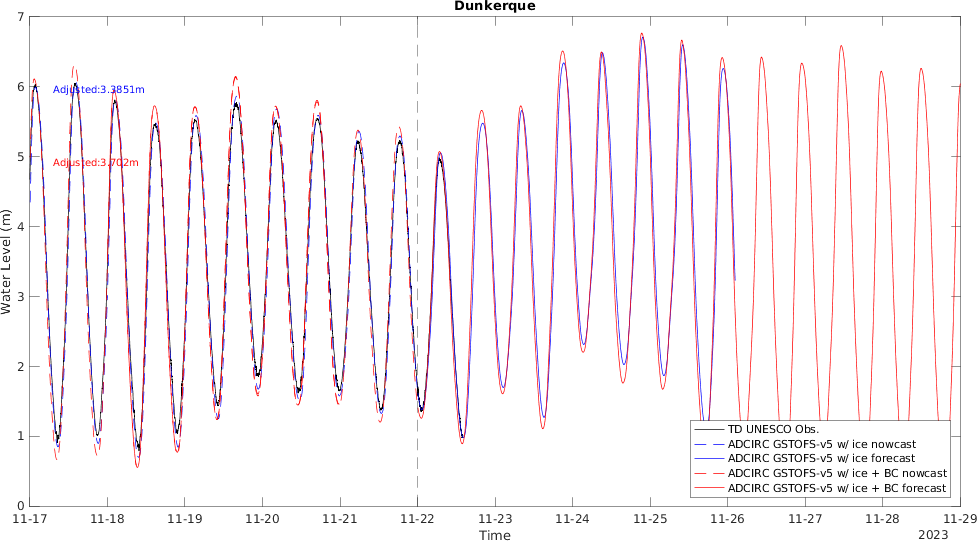 Dunkerque
7
6
5
4
3
2
1
0
Water Level (m)
Adjusted:3.3851m
Adjusted:3.702m
TD UNESCO Obs.
ADCIRC GSTOFS-v5 w/ ice nowcast
ADCIRC GSTOFS-v5 w/ ice forecast
ADCIRC GSTOFS-v5 w/ ice + BC nowcast
ADCIRC GSTOFS-v5 w/ ice + BC forecast
11-17 11-18 11-19 11-20 11-21 11-22 11-23 11-24 11-25 11-26 11-27 11-28 11-29
Time
2023